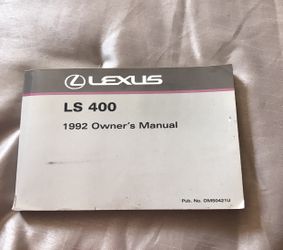 LEXUS
LS 400
1992 Owner's Manual
Pub. No. OM50421U